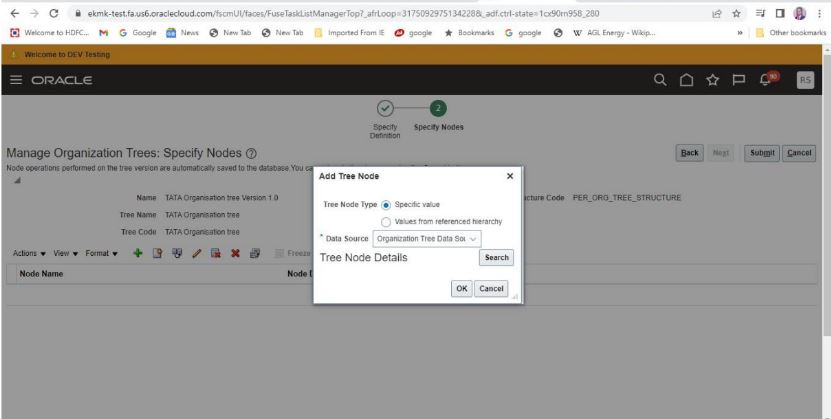 ekmk-test.fa.us6.oraclecloud.com/fscmUI/faces/FuseTaskListManagerTop?_afrLoop=3175092975134228&_adf.ctrl-state=1cx90m958_280
Welcome to HDFC... G Google News New Tab New Tab Imported From IE google Bookmarks G google W AGL Energy - Wikip... » Other bookmarks
Welcome to DEV Testing
ORACLE 90 RS
2
Specify Definition Specify Nodes
Manage Organization Trees: Specify Nodes
Back Next Submit Cancel
Node operations performed on the tree version are automatically saved to the database. You ca
Add Tree Node
Name TATA Organisation tree Version 1.0
cture Code PER_ORG_TREE_STRUCTURE
Tree Name TATA Organisation tree
Tree Code TATA Organisation tree
Tree Node Type Specific value
Values from referenced hierarchy
* Data Source Organization Tree Data Sou
Tree Node Details Search
OK Cancel
Actions View Format Freeze
Node Name Node